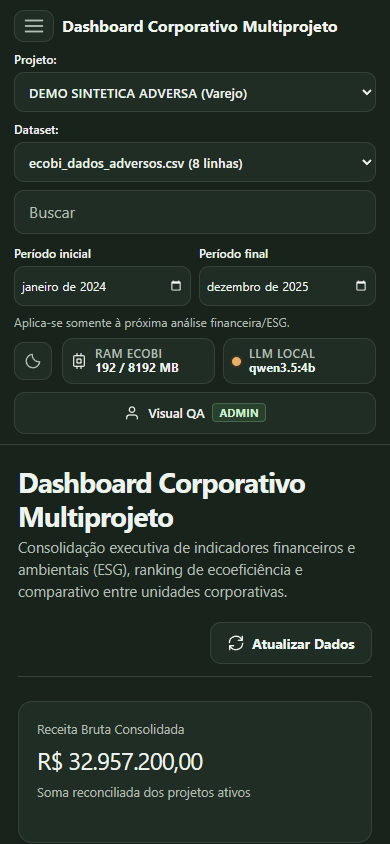 Dashboard Corporativo Multiprojeto
Projeto:
DEMO SINTETICA ADVERSA (Varejo)
Dataset:
ecobi_dados_adversos.csv (8 linhas)
Buscar
Período inicial
Período final
janeiro de 2024
dezembro de 2025
Aplica-se somente à próxima análise financeira/ESG.
RAM ECOBI
192 / 8192 MB
LLM LOCAL
qwen3.5:4b
Visual QA ADMIN
Dashboard Corporativo
Multiprojeto
Consolidação executiva de indicadores financeiros e
ambientais (ESG), ranking de ecoeficiência e
comparativo entre unidades corporativas.
Atualizar Dados
Receita Bruta Consolidada
R$ 32.957.200,00
Soma reconciliada dos projetos ativos